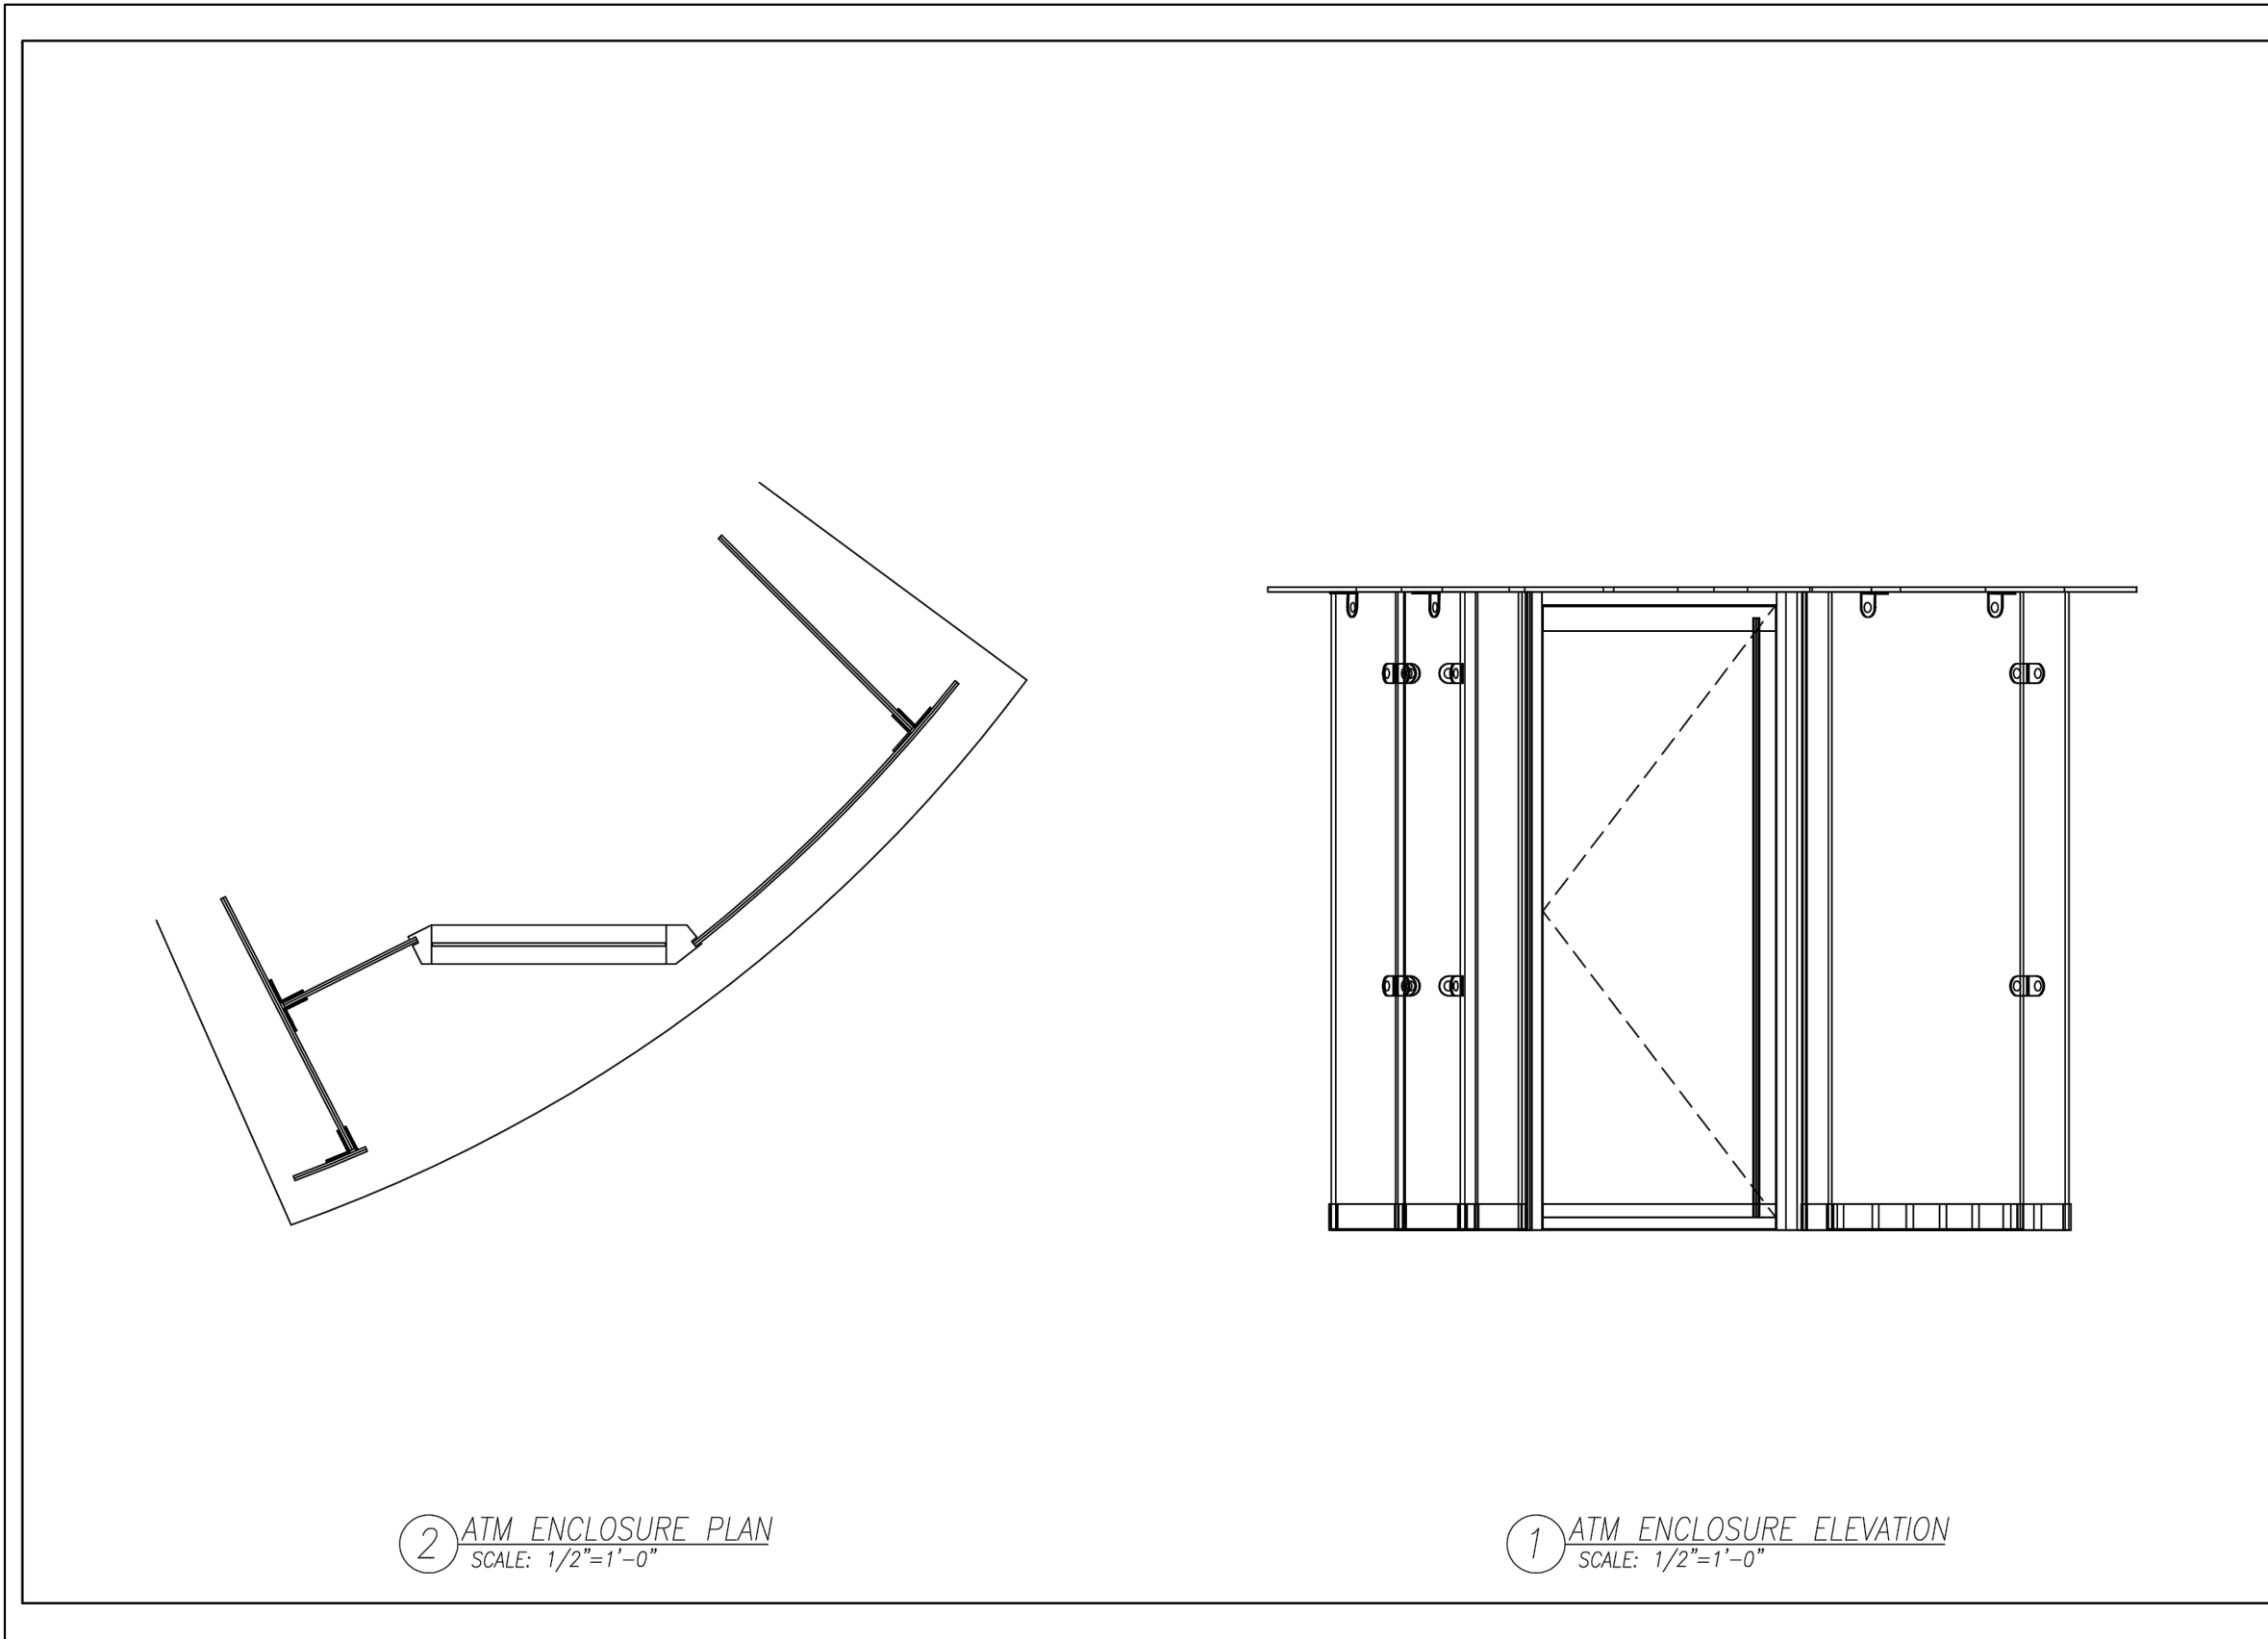 2 ATM ENCLOSURE PLAN
SCALE: 1/2"=1'-0"
1 ATM ENCLOSURE ELEVATION
SCALE: 1/2"=1'-0"